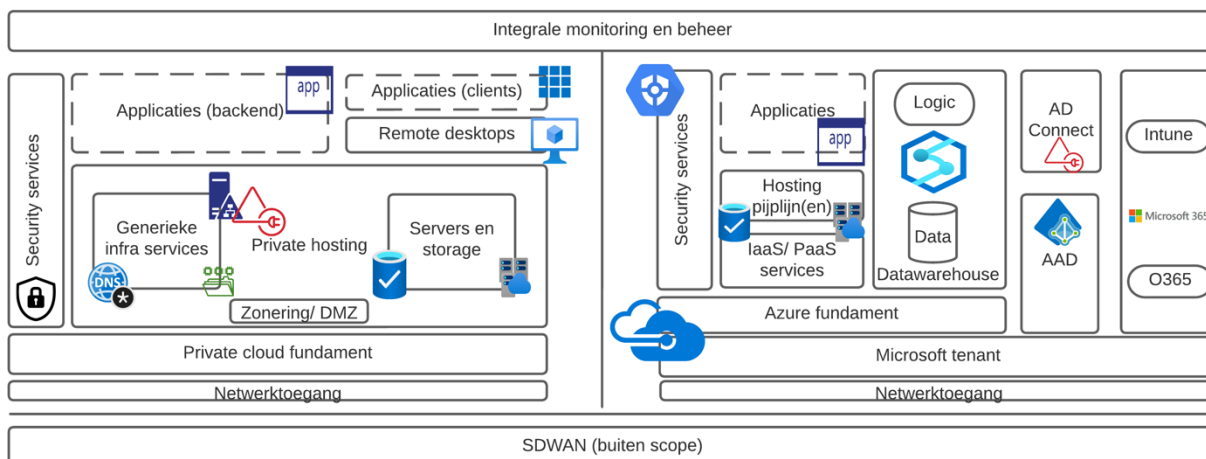 Integrale monitoring en beheer
Security services
Applicaties (backend)
app
Applicaties (clients)
Remote desktops
Generieke
infra services
DNS
*
Private hosting
Servers en
storage
Zonering/ DMZ
Private cloud fundament
Netwerktoegang
Security services
Applicaties
app
Hosting
pijplijn(en)
IaaS/ PaaS
services
Logic
Data
Datawarehouse
AD
Connect
AAD
Intune
Microsoft 365
O365
Azure fundament
Microsoft tenant
Netwerktoegang
SDWAN (buiten scope)